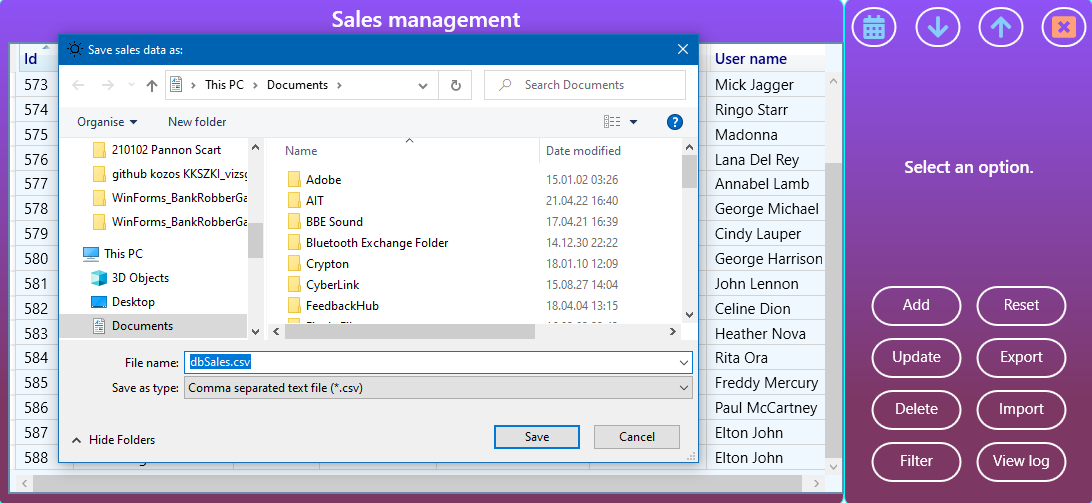 Sales management
Id
User name
573
Mick Jagger
574
Ringo Starr
575
Madonna
576
Lana Del Rey
577
Annabel Lamb
578
George Michael
579
Cindy Lauper
580
George Harrison
581
John Lennon
582
Celine Dion
583
Heather Nova
584
Rita Ora
585
Freddy Mercury
586
Paul McCartney
587
Elton John
588
Elton John
Save sales data as:
This PC
Documents
Search Documents
Organise
New folder
?
210102 Pannon Scart
github kozos KKSZKI_vizsg
WinForms_BankRobberGa
WinForms_BankRobberGa
This PC
3D Objects
Desktop
Documents
Name
Date modified
Adobe
15.01.02 03:26
AIT
21.04.22 16:40
BBE Sound
17.04.21 16:39
Bluetooth Exchange Folder
14.12.30 22:22
Crypton
18.01.10 12:09
CyberLink
15.08.27 14:04
FeedbackHub
18.04.04 13:15
File name:
dbSales.csv
Save as type:
Comma separated text file (*.csv)
Hide Folders
Save
Cancel
Select an option.
Add
Reset
Update
Export
Delete
Import
Filter
View log